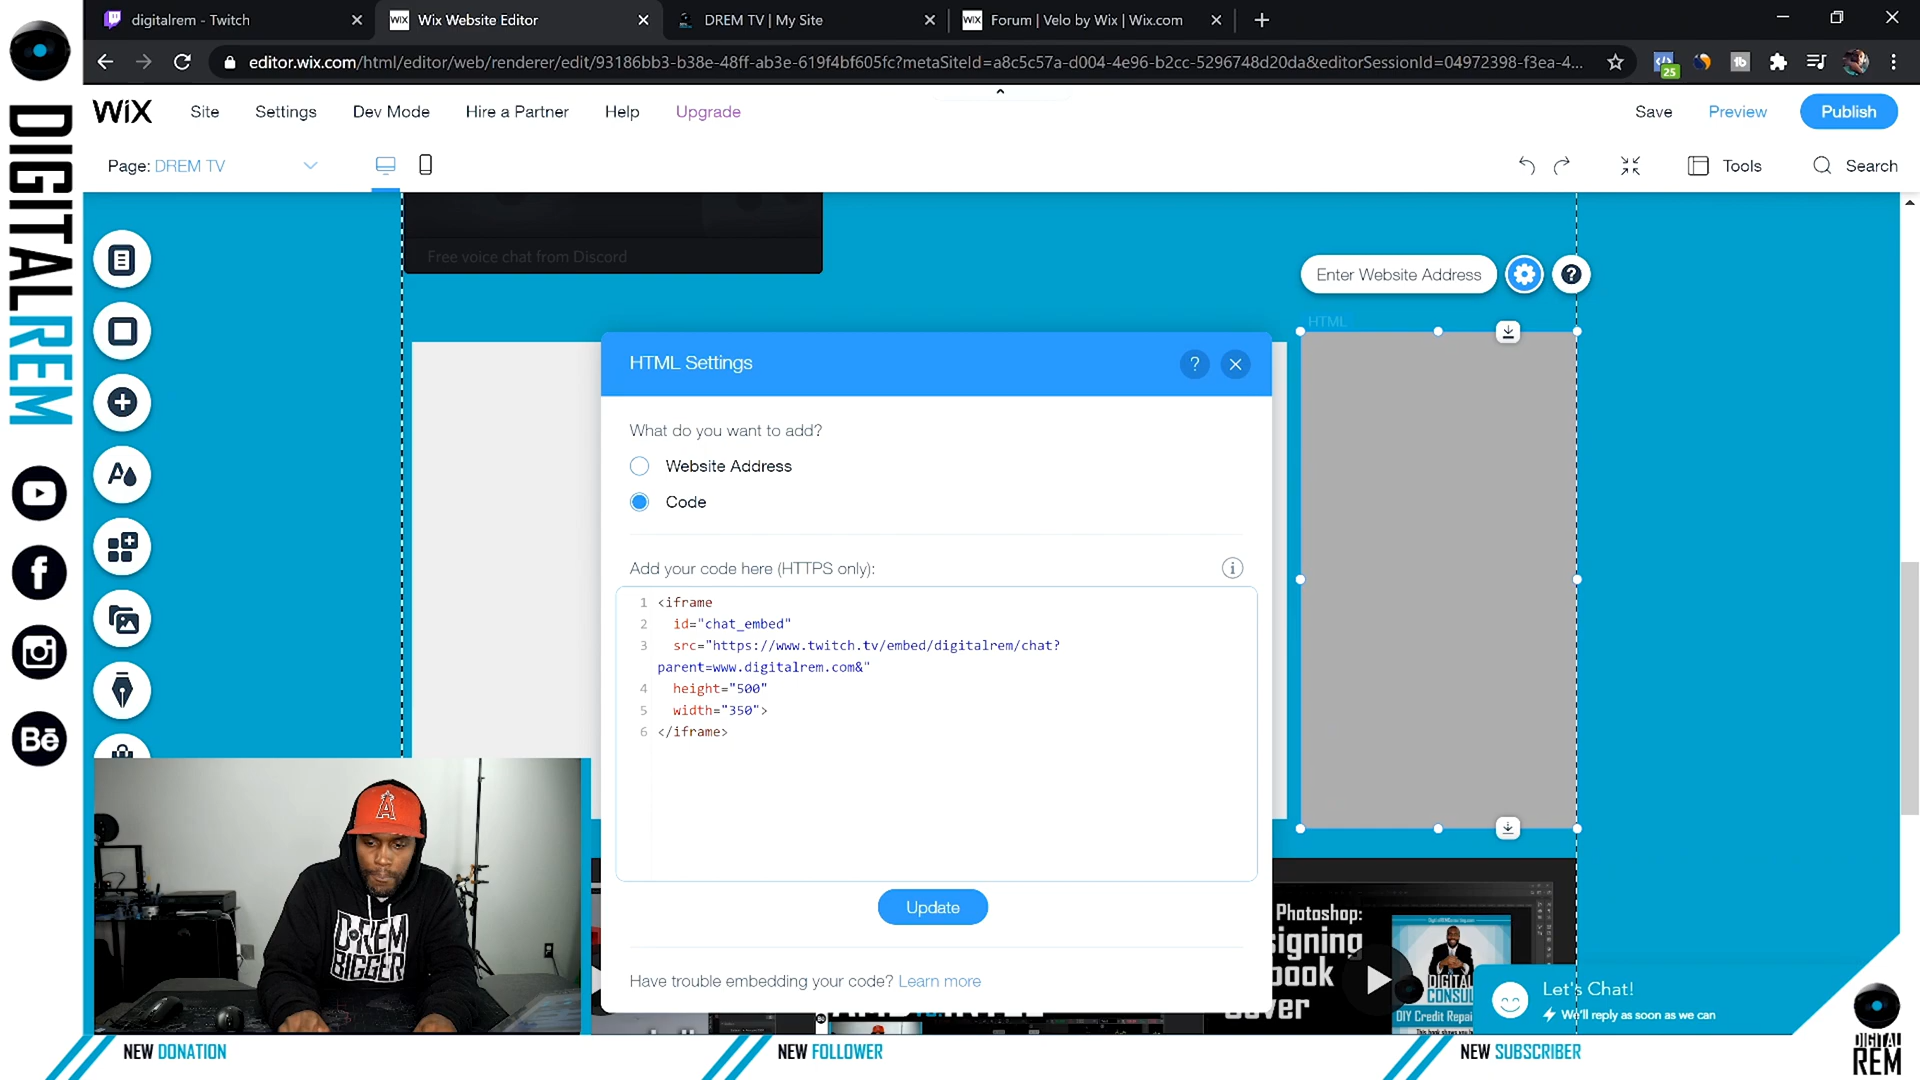 digitalrem - Twitch
Wix Website Editor
DREM TV | My Site
Forum | Velo by Wix | Wix.com
editor.wix.com/html/editor/web/renderer/edit/93186bb3-b38e-48ff-ab3e-619f4bf605fc?metaSiteId=a8c5c57a-d004-4e96-b2cc-5296748d20da&editorSessionId=04972398-f3ea-4...
25
WiX
Site
Settings
Dev Mode
Hire a Partner
Help
Upgrade
Save
Preview
Publish
Page: DREM TV
Tools
Search
DIGITALREM
Free voice chat from Discord
Enter Website Address
HTML
HTML Settings
What do you want to add?
Website Address
Code
Add your code here (HTTPS only):
1 <iframe
2 id="chat_embed"
3 src="https://www.twitch.tv/embed/digitalrem/chat?
parent=www.digitalrem.com&"
4 height="500"
5 width="350">
6 </iframe>
Update
Have trouble embedding your code? Learn more
Bē
A
D·REM
BIGGER
Photoshop:
signing
book
over
DIGITAL
CONSU
DIY Credit Repai
Let's Chat!
We'll reply as soon as we can
NEW DONATION
NEW FOLLOWER
NEW SUBSCRIBER
DIGITAL
REM